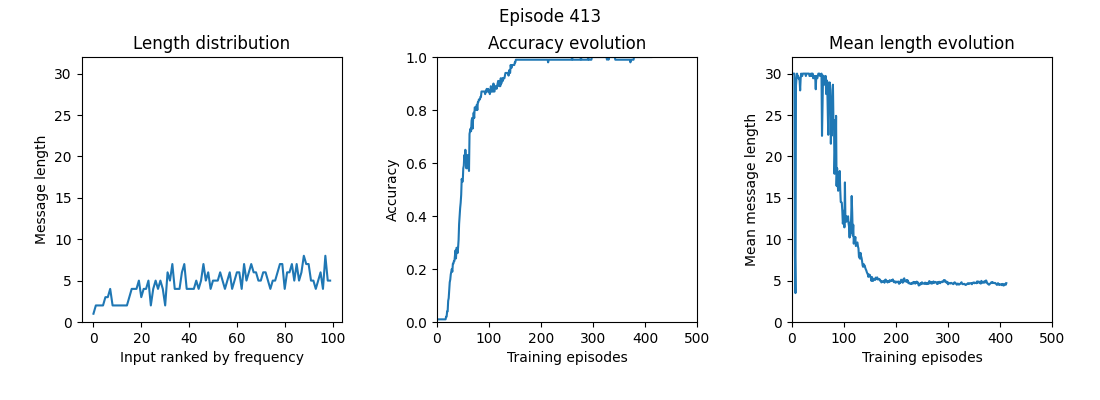 Episode 413
Length distribution
Message length
30
25
20
15
10
5
0
0 20 40 60 80 100
Input ranked by frequency
Accuracy evolution
Accuracy
1.0
0.8
0.6
0.4
0.2
0.0
0 100 200 300 400 500
Training episodes
Mean length evolution
Mean message length
30
25
20
15
10
5
0
0 100 200 300 400 500
Training episodes